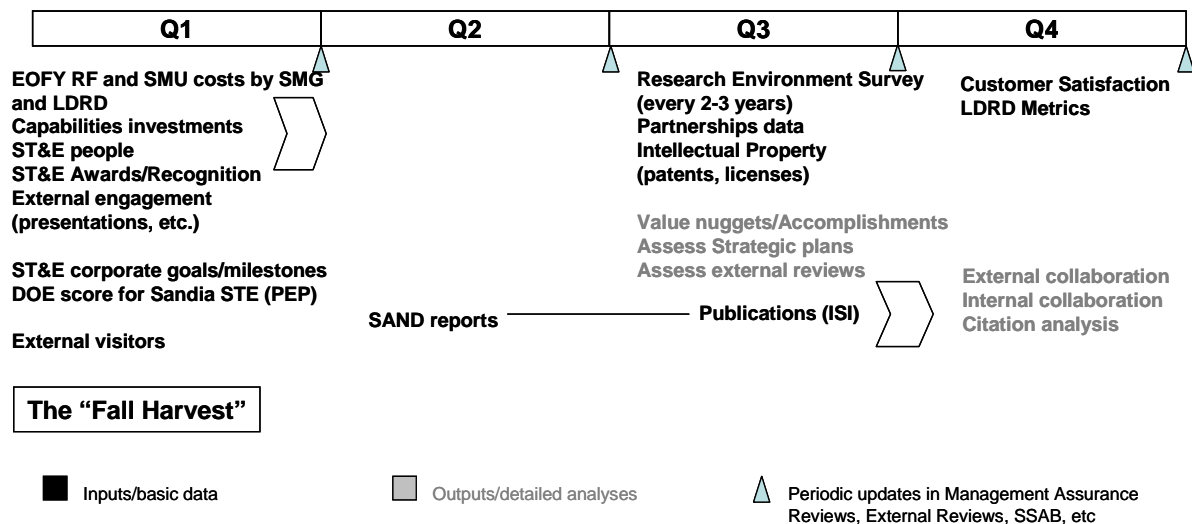 Q1
Q2
Q3
Q4
EOFY RF and SMU costs by SMG
and LDRD
Capabilities investments
ST&E people
ST&E Awards/Recognition
External engagement
(presentations, etc.)
ST&E corporate goals/milestones
DOE score for Sandia STE (PEP)
External visitors
SAND reports
Research Environment Survey
(every 2-3 years)
Partnerships data
Intellectual Property
(patents, licenses)
Value nuggets/Accomplishments
Assess Strategic plans
Assess external reviews
Publications (ISI)
Customer Satisfaction
LDRD Metrics
External collaboration
Internal collaboration
Citation analysis
The “Fall Harvest”
Inputs/basic data
Outputs/detailed analyses
Periodic updates in Management Assurance
Reviews, External Reviews, SSAB, etc